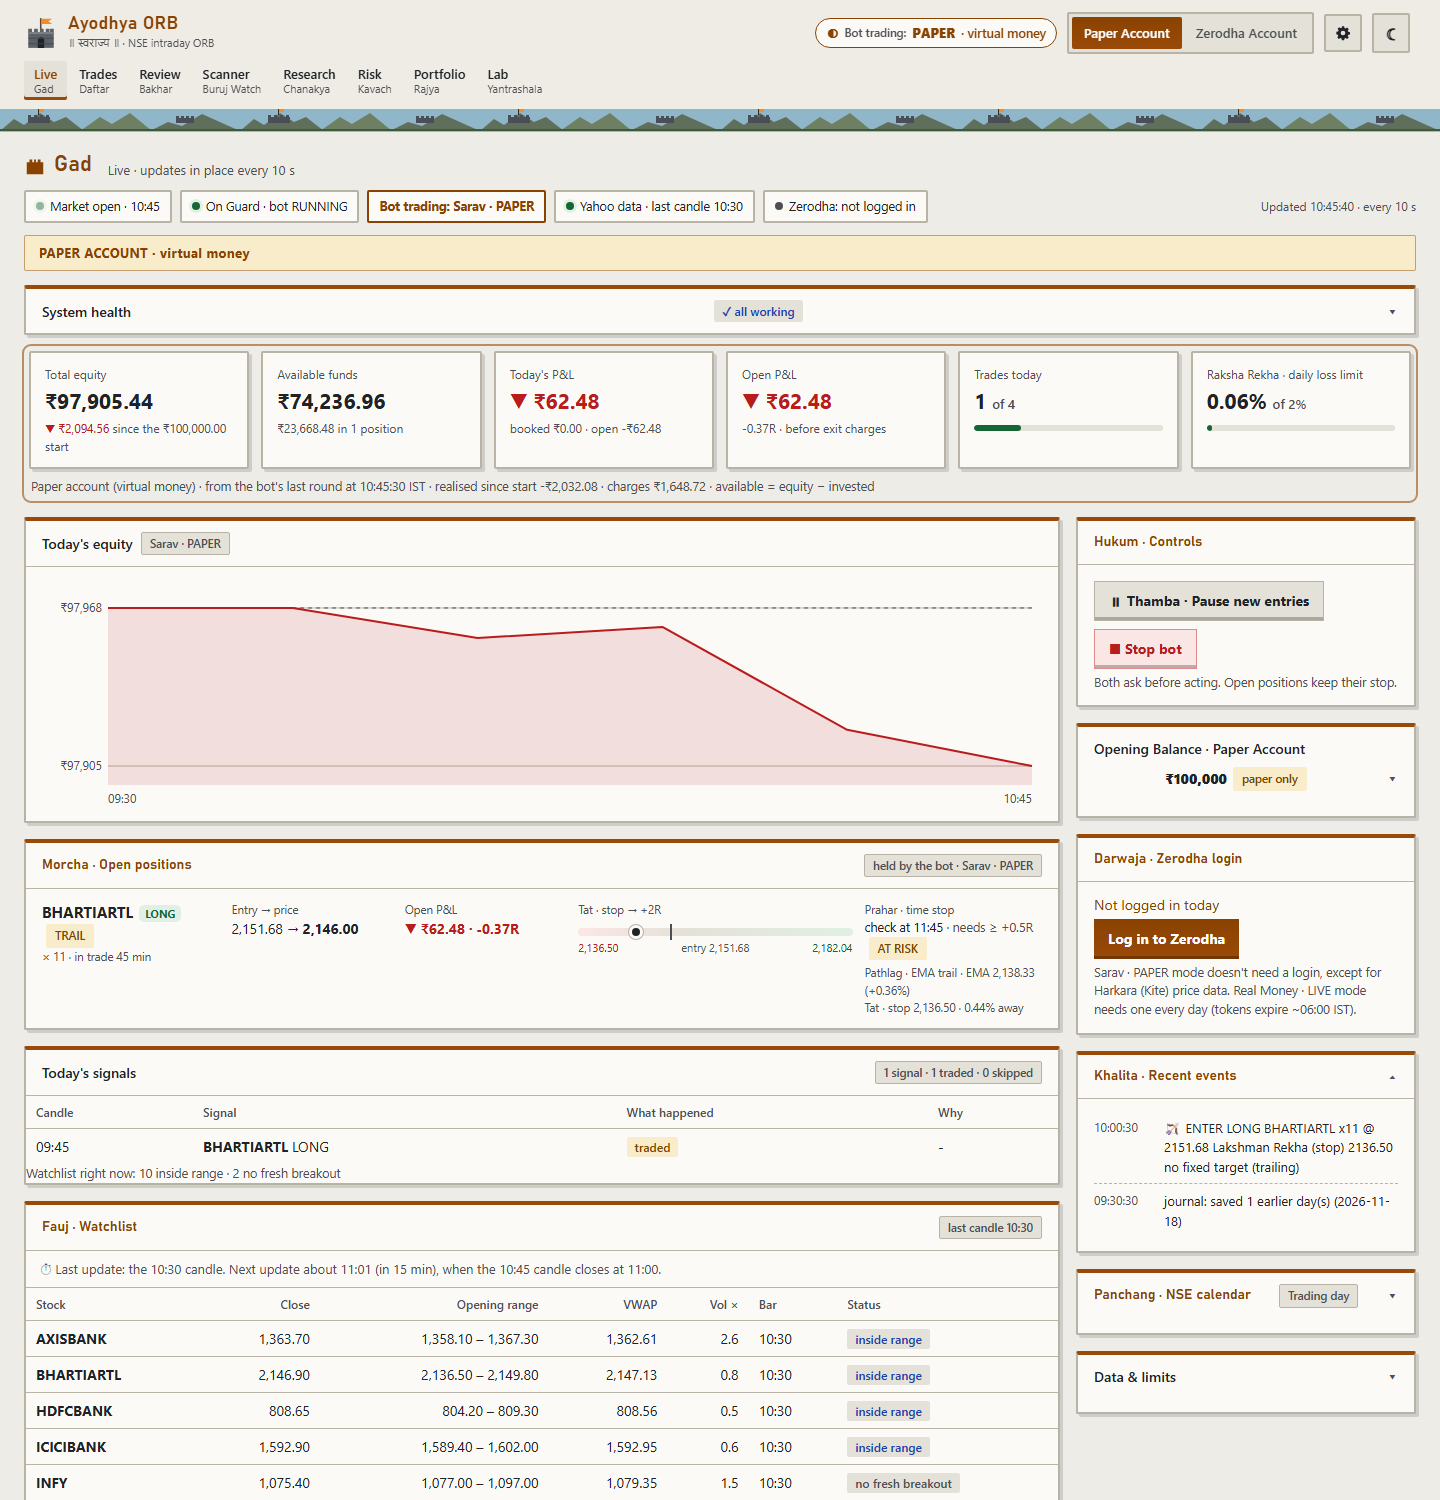 Ayodhya ORB
॥ स्वराज्य ॥ · NSE intraday ORB
Bot trading: PAPER · virtual money
Paper Account
Zerodha Account
Live
Gad
Trades
Daftar
Review
Bakhar
Scanner
Buruj Watch
Research
Chanakya
Risk
Kavach
Portfolio
Rajya
Lab
Yantrashala
Gad
Live · updates in place every 10 s
Market open · 10:45
On Guard · bot RUNNING
Bot trading: Sarav · PAPER
Yahoo data · last candle 10:30
Zerodha: not logged in
Updated 10:45:40 · every 10 s
PAPER ACCOUNT · virtual money
System health
✓ all working
▼
Total equity
₹97,905.44
▼ ₹2,094.56 since the ₹100,000.00
start
Available funds
₹74,236.96
₹23,668.48 in 1 position
Today's P&L
▼ ₹62.48
booked ₹0.00 · open -₹62.48
Open P&L
▼ ₹62.48
-0.37R · before exit charges
Trades today
1 of 4
Raksha Rekha · daily loss limit
0.06% of 2%
Paper account (virtual money) · from the bot's last round at 10:45:30 IST · realised since start -₹2,032.08 · charges ₹1,648.72 · available = equity − invested
Today's equity
Sarav · PAPER
₹97,968
₹97,905
09:30
10:45
Morcha · Open positions
held by the bot · Sarav · PAPER
BHARTIARTL LONG
TRAIL
× 11 · in trade 45 min
Entry → price
2,151.68 → 2,146.00
Open P&L
▼ ₹62.48 · -0.37R
Tat · stop → +2R
2,136.50
entry 2,151.68
2,182.04
Prahar · time stop
check at 11:45 · needs ≥ +0.5R
AT RISK
Pathlag · EMA trail · EMA 2,138.33
(+0.36%)
Tat · stop 2,136.50 · 0.44% away
Today's signals
1 signal · 1 traded · 0 skipped
Candle Signal What happened Why
09:45 BHARTIARTL LONG traded -
Watchlist right now: 10 inside range · 2 no fresh breakout
Fauj · Watchlist
last candle 10:30
⏱ Last update: the 10:30 candle. Next update about 11:01 (in 15 min), when the 10:45 candle closes at 11:00.
Stock Close Opening range VWAP Vol × Bar Status
AXISBANK 1,363.70 1,358.10 – 1,367.30 1,362.61 2.6 10:30 inside range
BHARTIARTL 2,146.90 2,136.50 – 2,149.80 2,147.13 0.8 10:30 inside range
HDFCBANK 808.65 804.20 – 809.30 808.56 0.5 10:30 inside range
ICICIBANK 1,592.90 1,589.40 – 1,602.00 1,592.95 0.6 10:30 inside range
INFY 1,075.40 1,077.00 – 1,097.00 1,079.35 1.5 10:30 no fresh breakout
Hukum · Controls
⏸ Thamba · Pause new entries
■ Stop bot
Both ask before acting. Open positions keep their stop.
Opening Balance · Paper Account
₹100,000 paper only
▼
Darwaja · Zerodha login
Not logged in today
Log in to Zerodha
Sarav · PAPER mode doesn't need a login, except for
Harkara (Kite) price data. Real Money · LIVE mode
needs one every day (tokens expire ~06:00 IST).
Khalita · Recent events
▲
10:00:30 🏹 ENTER LONG BHARTIARTL x11 @
2151.68 Lakshman Rekha (stop) 2136.50
no fixed target (trailing)
09:30:30 journal: saved 1 earlier day(s) (2026-11-
18)
Panchang · NSE calendar
Trading day
▼
Data & limits
▼